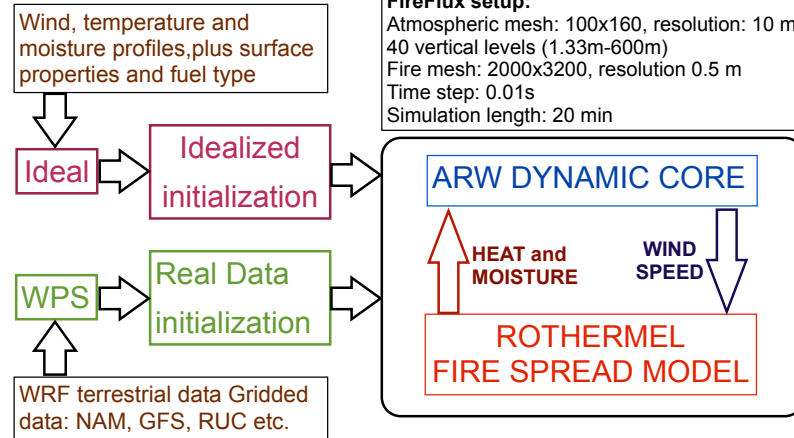 Wind, temperature and
moisture profiles,plus surface
properties and fuel type
FireFlux setup:
Atmospheric mesh: 100x160, resolution: 10 m
40 vertical levels (1.33m-600m)
Fire mesh: 2000x3200, resolution 0.5 m
Time step: 0.01s
Simulation length: 20 min
Ideal
Idealized
initialization
ARW DYNAMIC CORE
HEAT and
MOISTURE
WIND
SPEED
WPS
Real Data
initialization
ROTHERMEL
FIRE SPREAD MODEL
WRF terrestrial data Gridded
data: NAM, GFS, RUC etc.